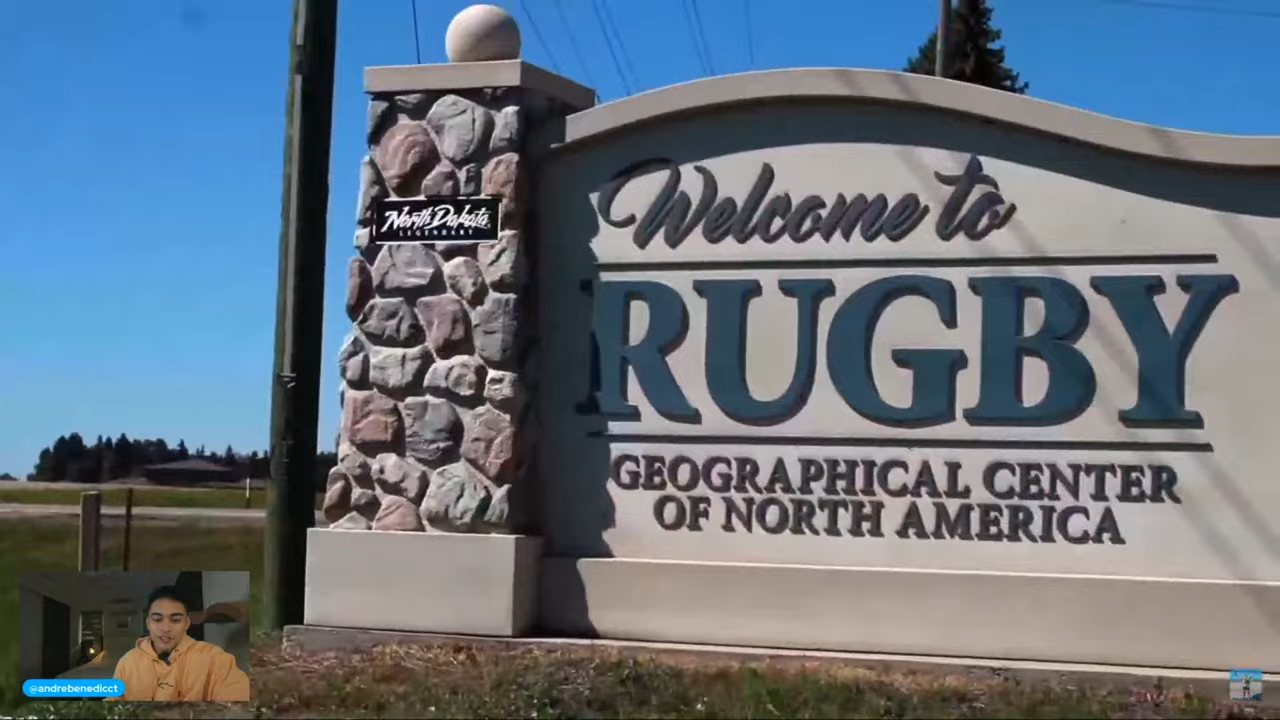 North Dakota
LEGENDARY
Welcome to
RUGBY
GEOGRAPHICAL CENTER
OF NORTH AMERICA
@andrebenedicct